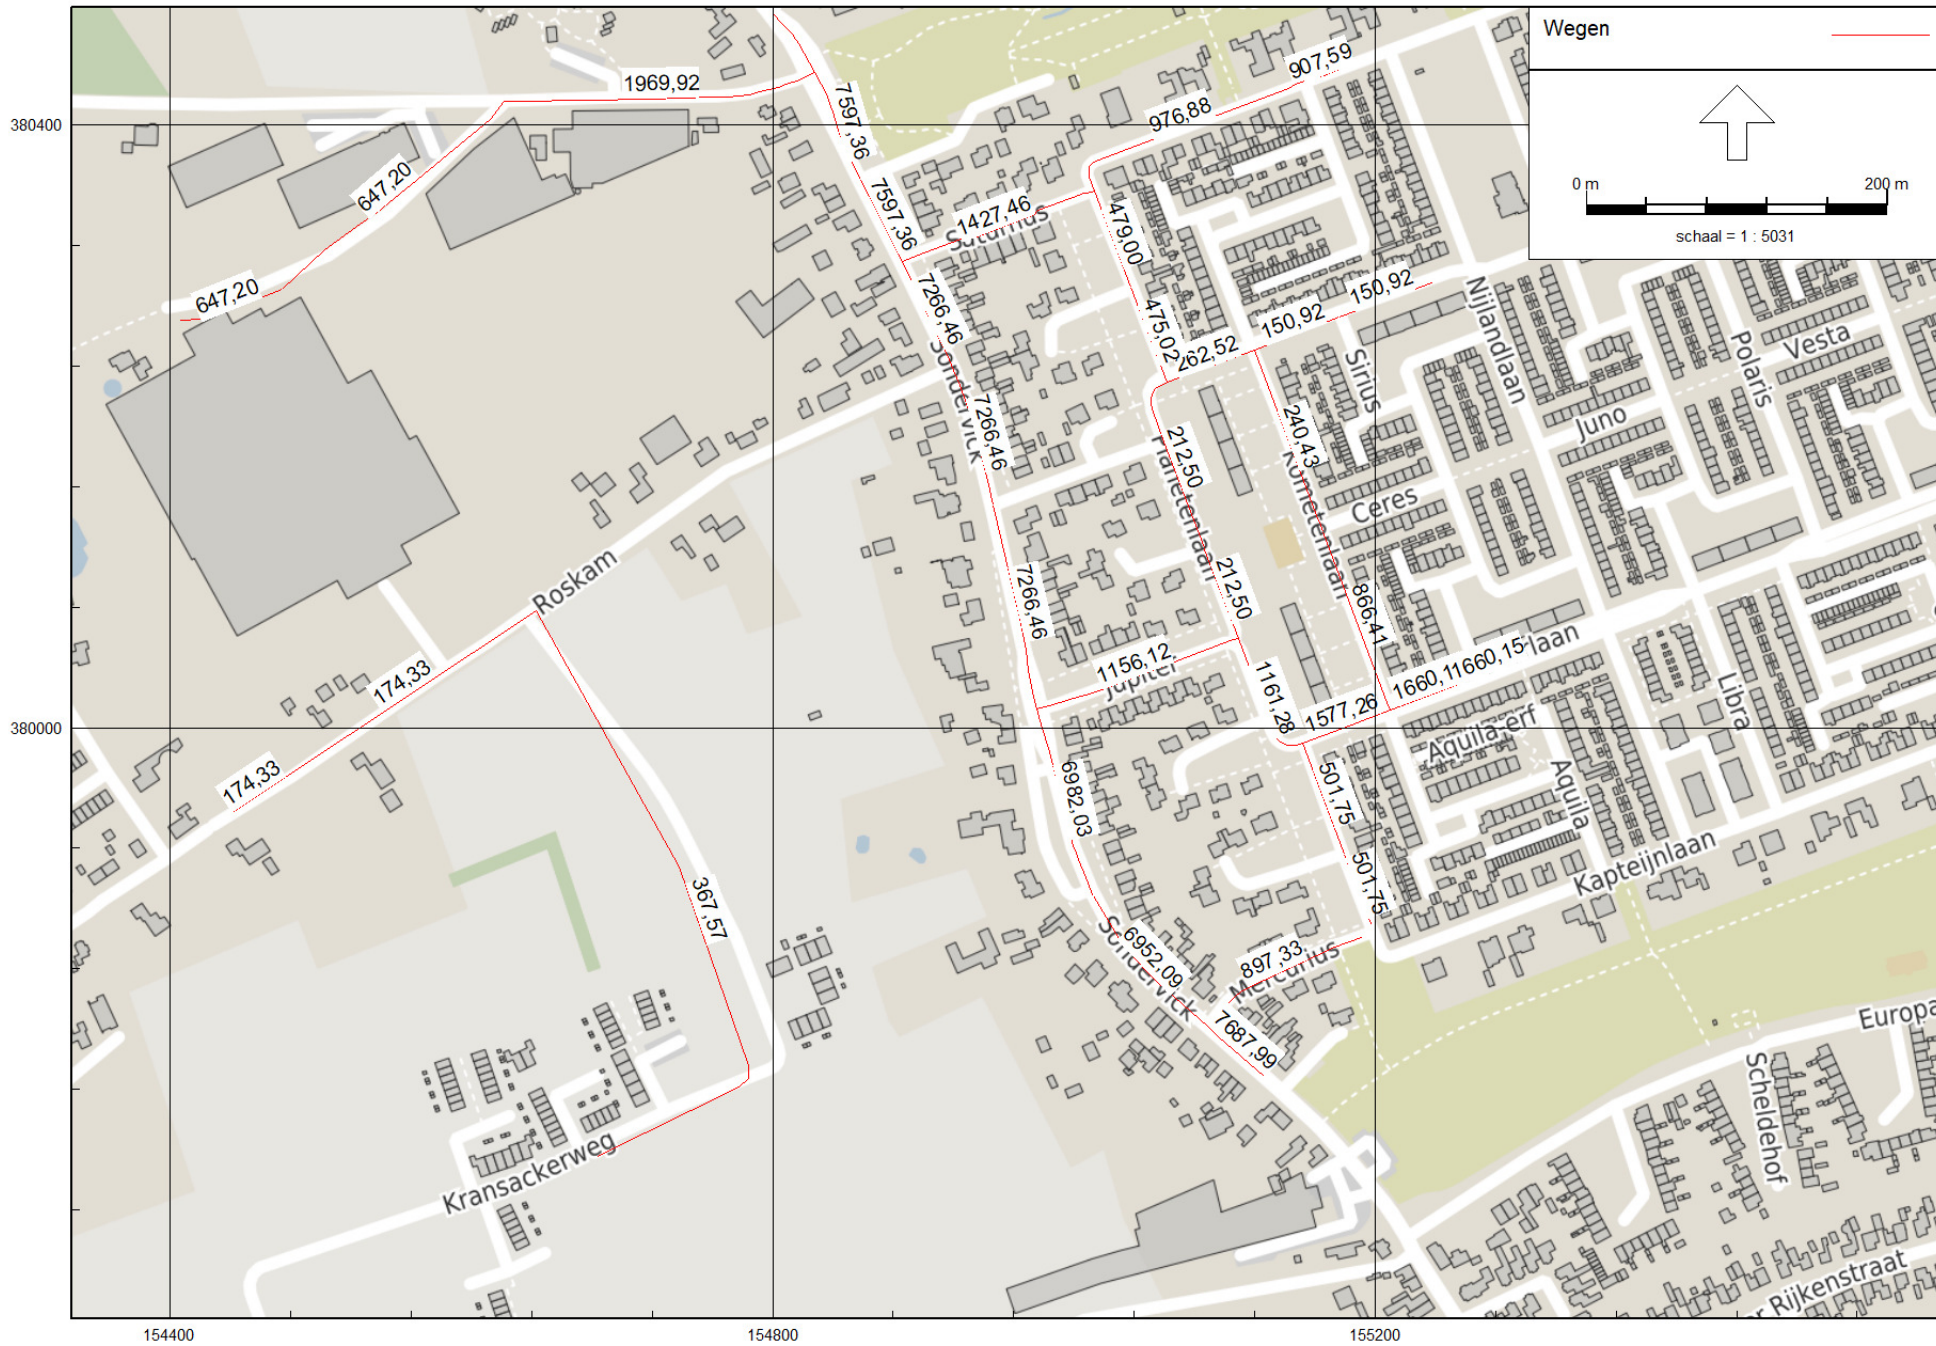 Wegen
0 m
200 m
schaal = 1 : 5031
380400
380000
154400
154800
155200
1969,92
647,20
647,20
7597,36
7597,36
907,59
976,88
1427,46
Saturnus
479,00
475,02
7266,46
Sondervick
7266,46
7266,46
262,52
150,92
150,92
Nijlandlaan
Sirius
Polaris
Vesta
Juno
240,43
Kometenlaan
Ceres
212,50
Planetenlaan
212,50
866,41
Roskam
174,33
174,33
1156,12
Jupiter
1161,28
1577,26
1660,1
1660,15
laan
Aquila-erf
Aquila
Libra
Kapteijnlaan
6982,03
501,75
501,75
367,57
6952,09
Sondervick
897,33
Mercurius
7687,99
Kransackerweg
Europa
Scheldehof
r Rijkenstraat